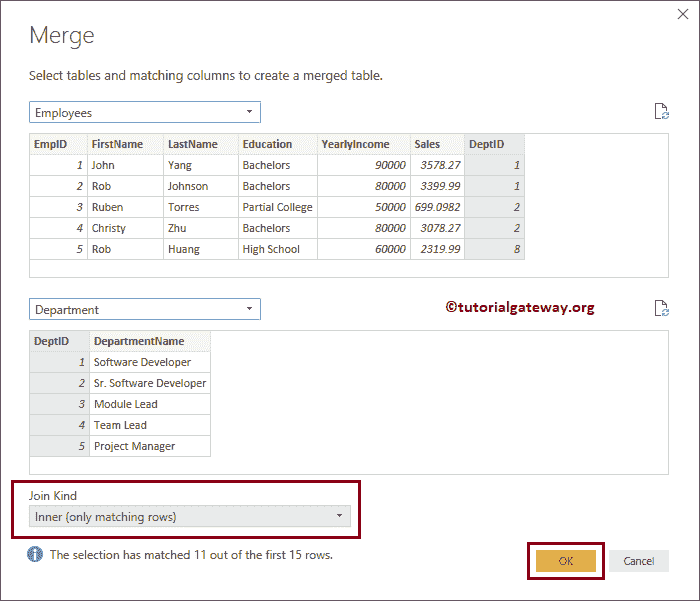 Merge
Select tables and matching columns to create a merged table.
Employees
EmpID FirstName LastName Education YearlyIncome Sales DeptID
1 John Yang Bachelors 90000 3578.27 1
2 Rob Johnson Bachelors 80000 3399.99 1
3 Ruben Torres Partial College 50000 699.0982 2
4 Christy Zhu Bachelors 80000 3078.27 2
5 Rob Huang High School 60000 2319.99 8
Department
©tutorialgateway.org
DeptID DepartmentName
1 Software Developer
2 Sr. Software Developer
3 Module Lead
4 Team Lead
5 Project Manager
Join Kind
Inner (only matching rows)
The selection has matched 11 out of the first 15 rows.
OK Cancel